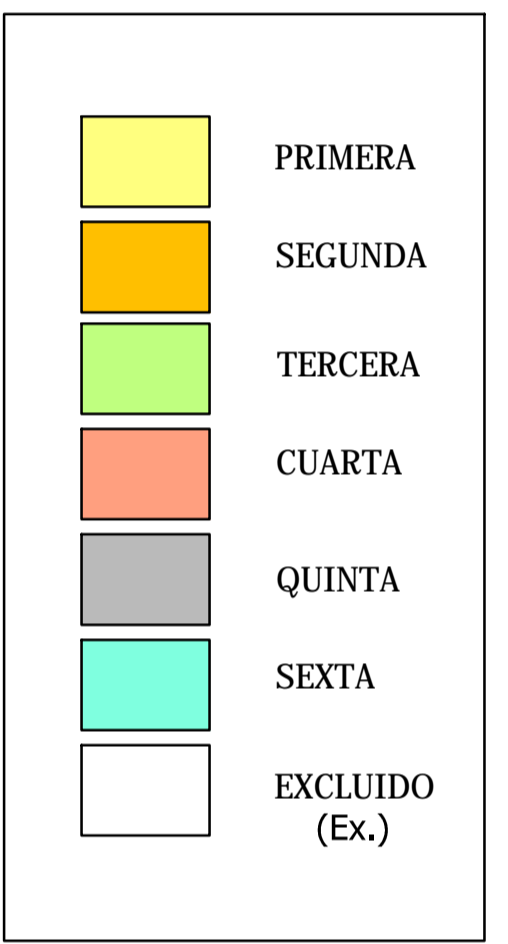 PRIMERA
SEGUNDA
TERCERA
CUARTA
QUINTA
SEXTA
EXCLUIDO
(Ex.)